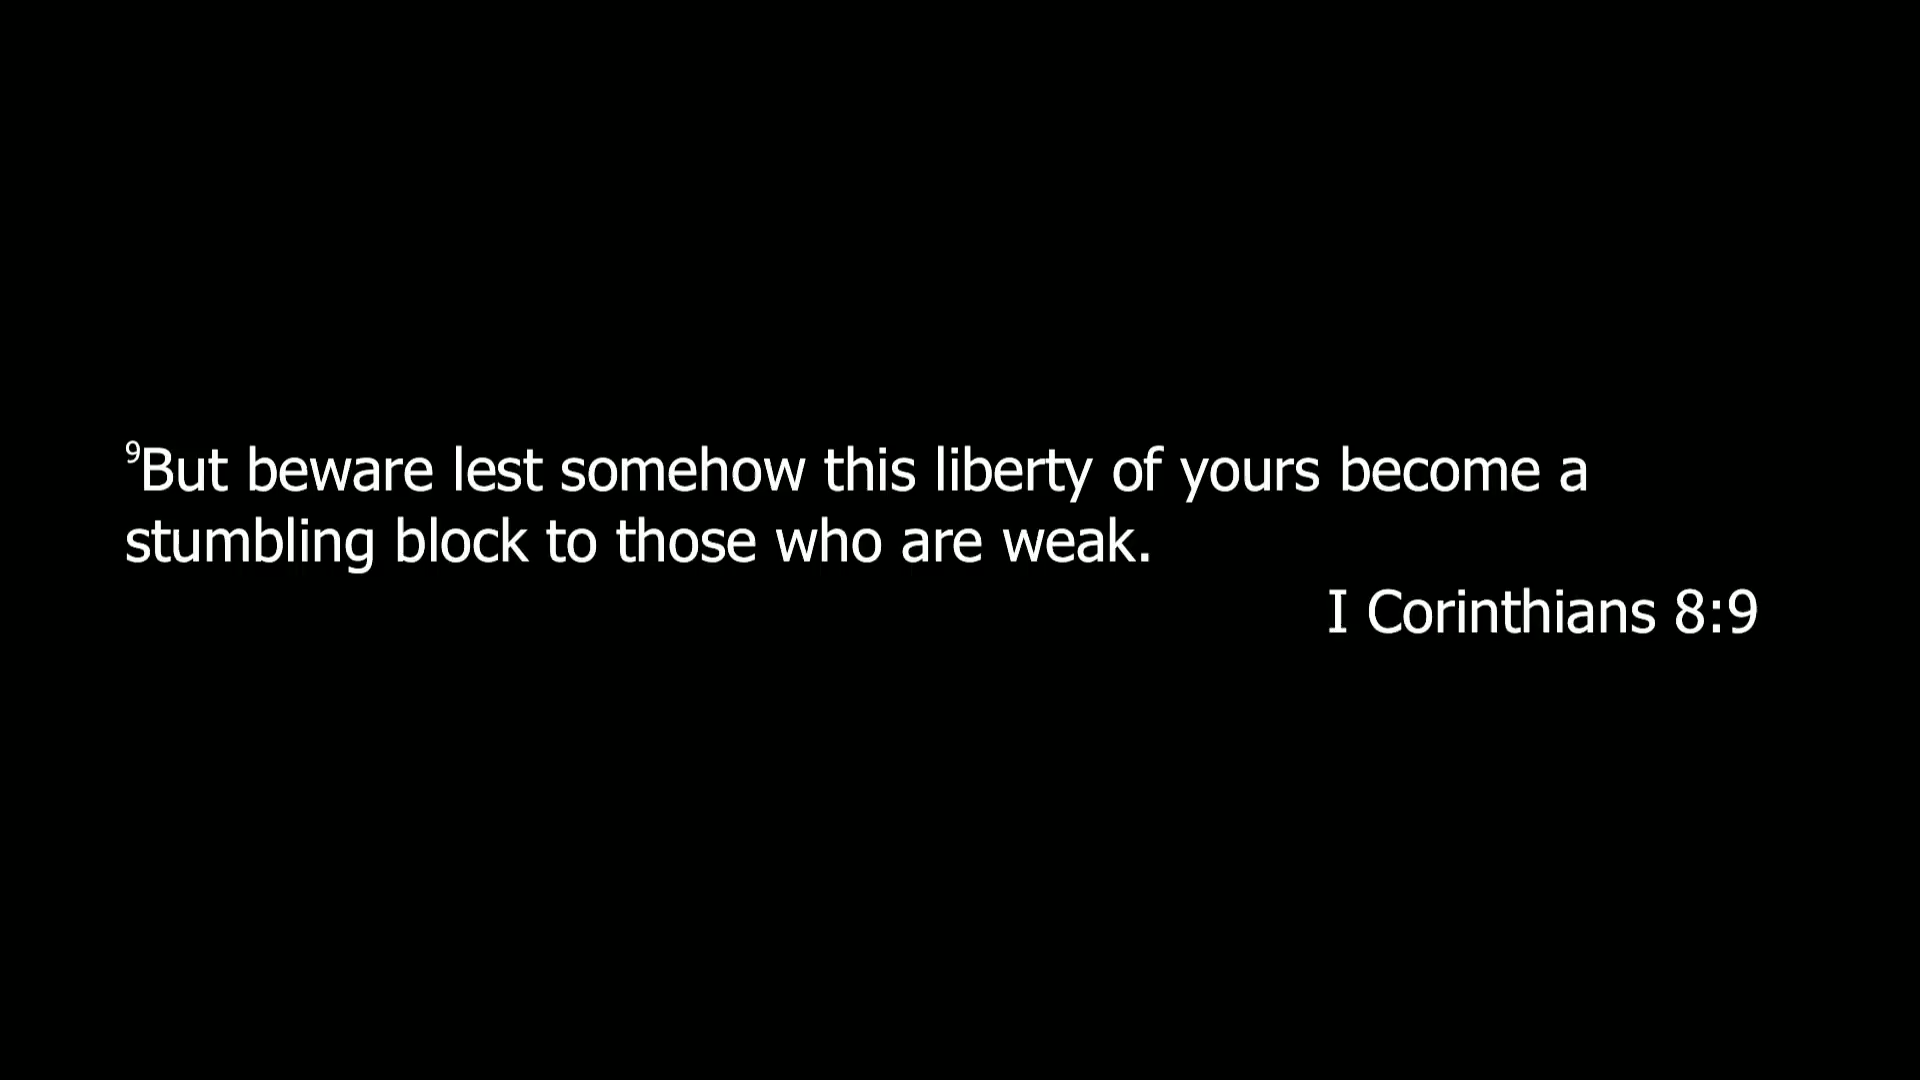 ⁹But beware lest somehow this liberty of yours become a
stumbling block to those who are weak.
I Corinthians 8:9